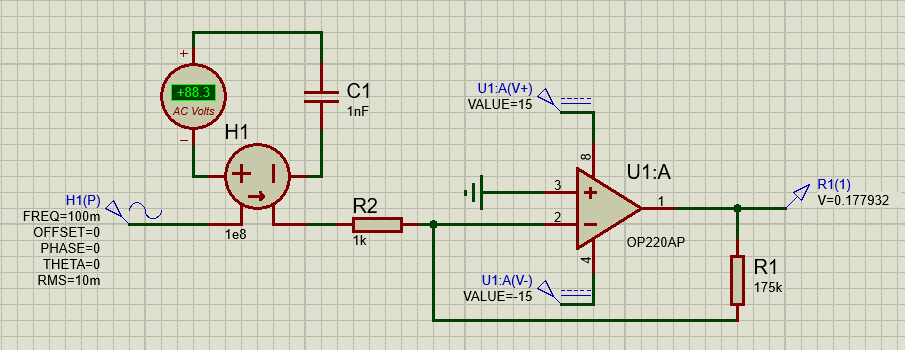 +88.3
AC Volts
+
−
C1
1nF
H1
1e8
H1(P)
FREQ=100m
OFFSET=0
PHASE=0
THETA=0
RMS=10m
R2
1k
U1:A(V+)
VALUE=15
8
3
2
1
4
U1:A
OP220AP
U1:A(V-)
VALUE=-15
R1(1)
V=0.177932
R1
175k